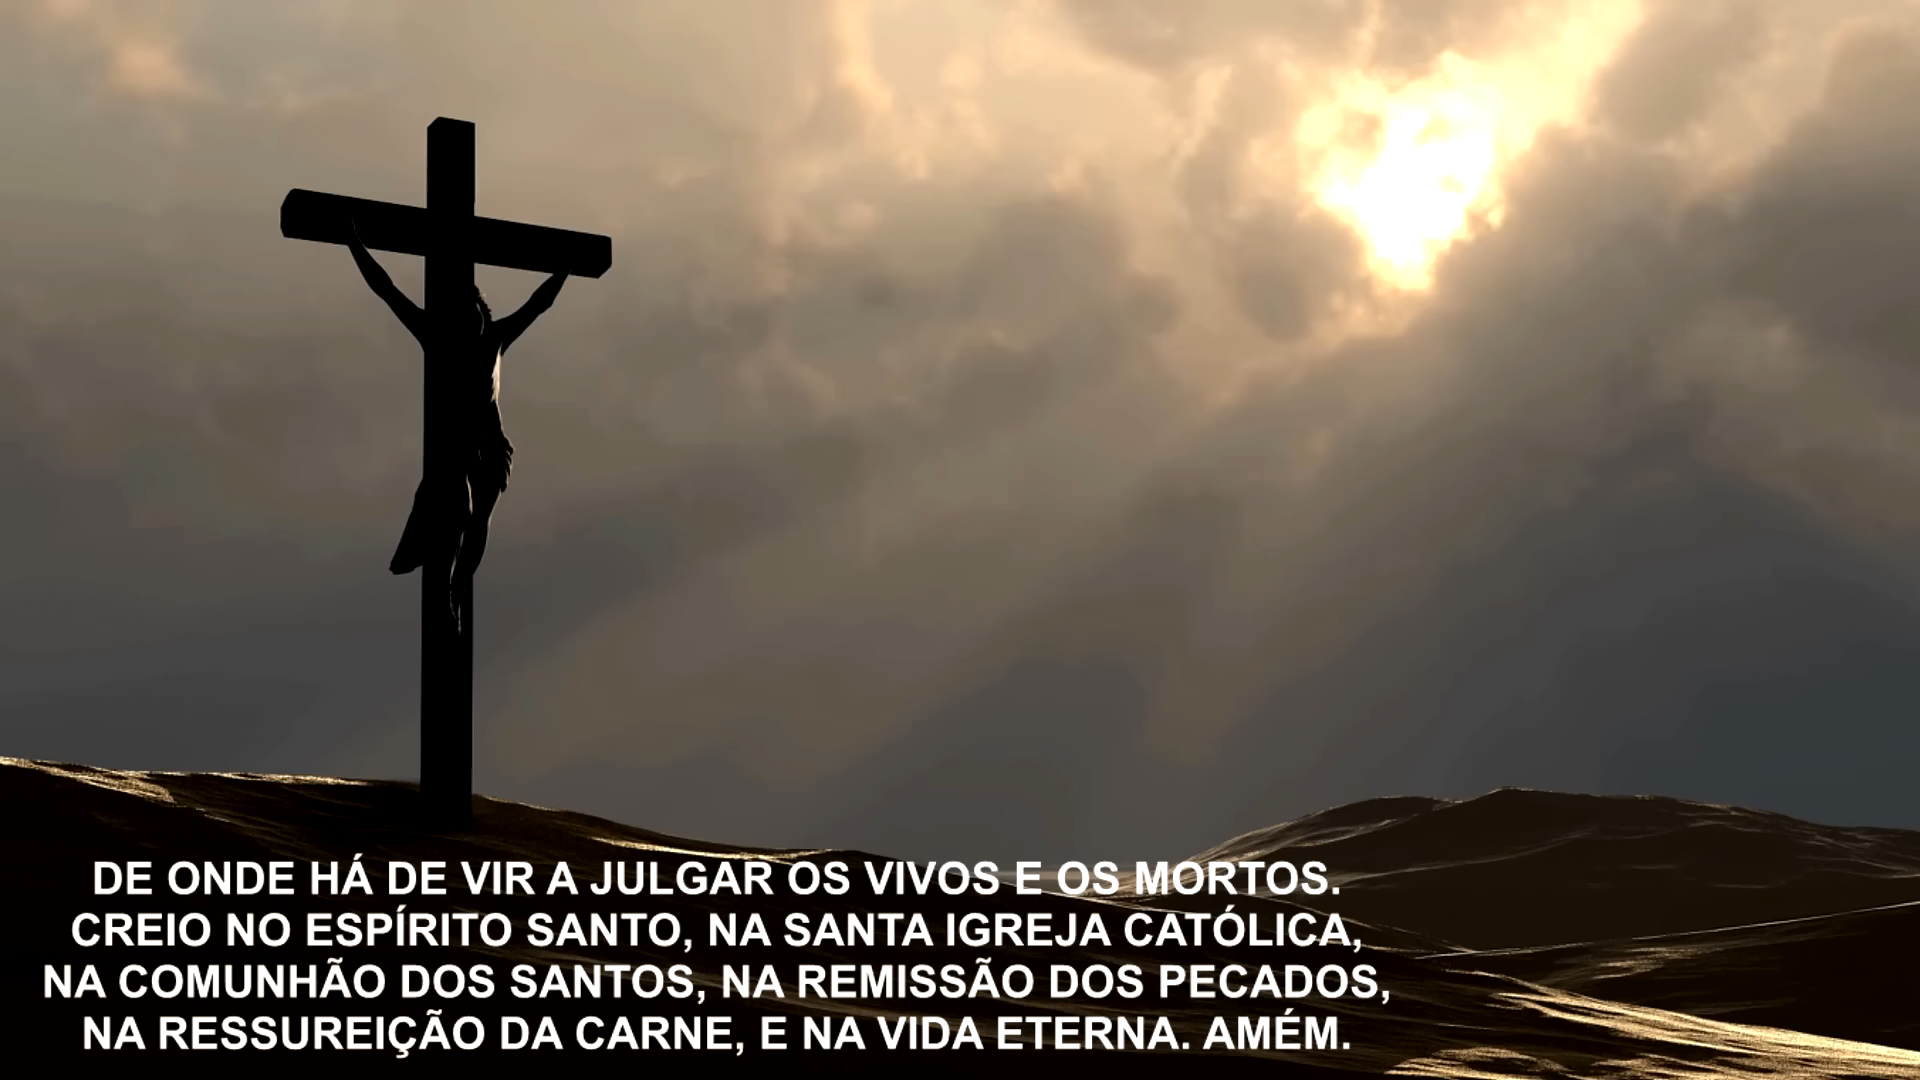 DE ONDE HÁ DE VIR A JULGAR OS VIVOS E OS MORTOS.
CREIO NO ESPÍRITO SANTO, NA SANTA IGREJA CATÓLICA,
NA COMUNHÃO DOS SANTOS, NA REMISSÃO DOS PECADOS,
NA RESSUREIÇÃO DA CARNE, E NA VIDA ETERNA. AMÉM.